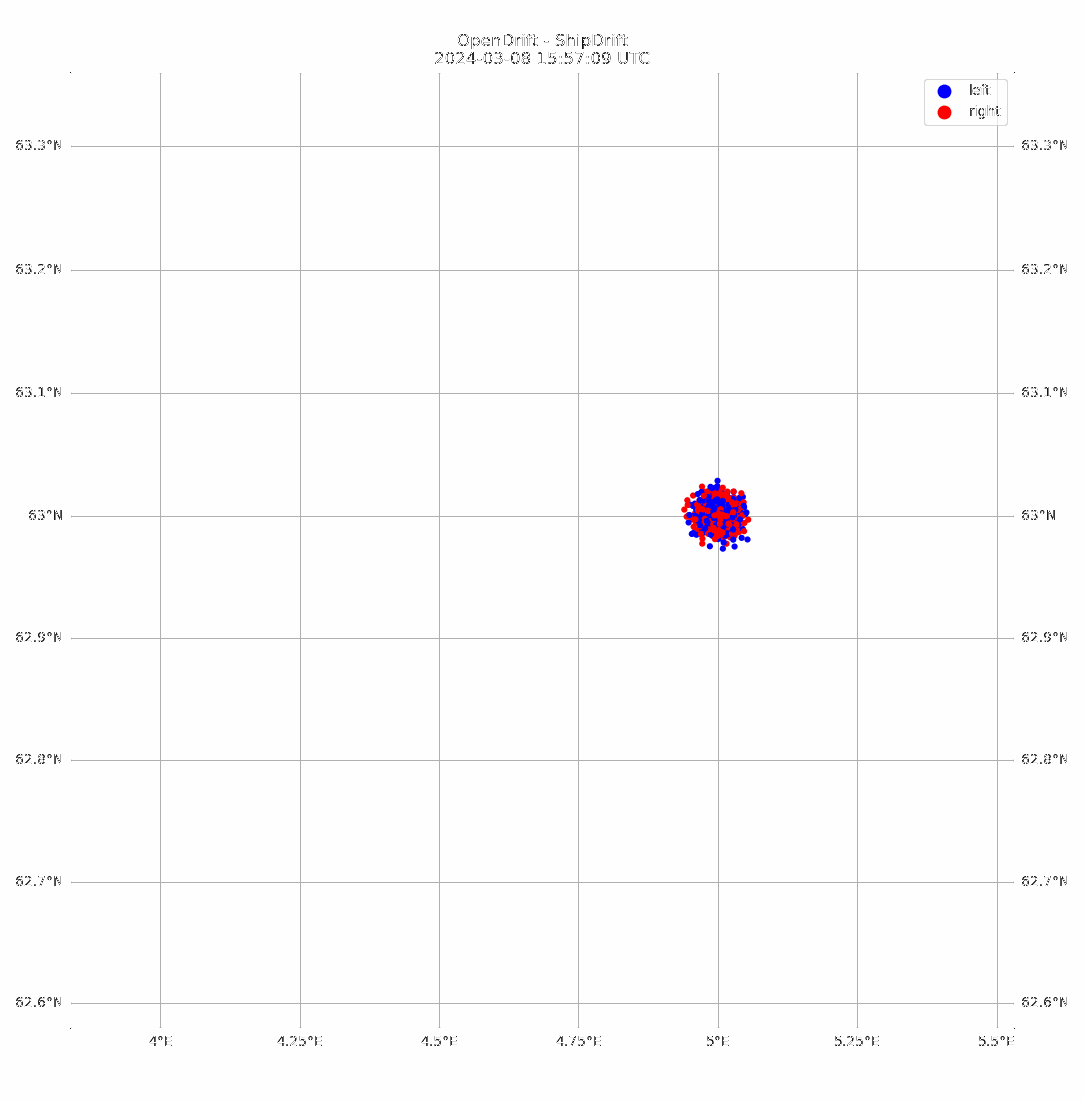 OpenDrift - ShipDrift
2024-03-08 15:57:09 UTC
left
right
63.3°N 63.3°N
63.2°N 63.2°N
63.1°N 63.1°N
63°N 63°N
62.9°N 62.9°N
62.8°N 62.8°N
62.7°N 62.7°N
62.6°N 62.6°N
4°E 4.25°E 4.5°E 4.75°E 5°E 5.25°E 5.5°E